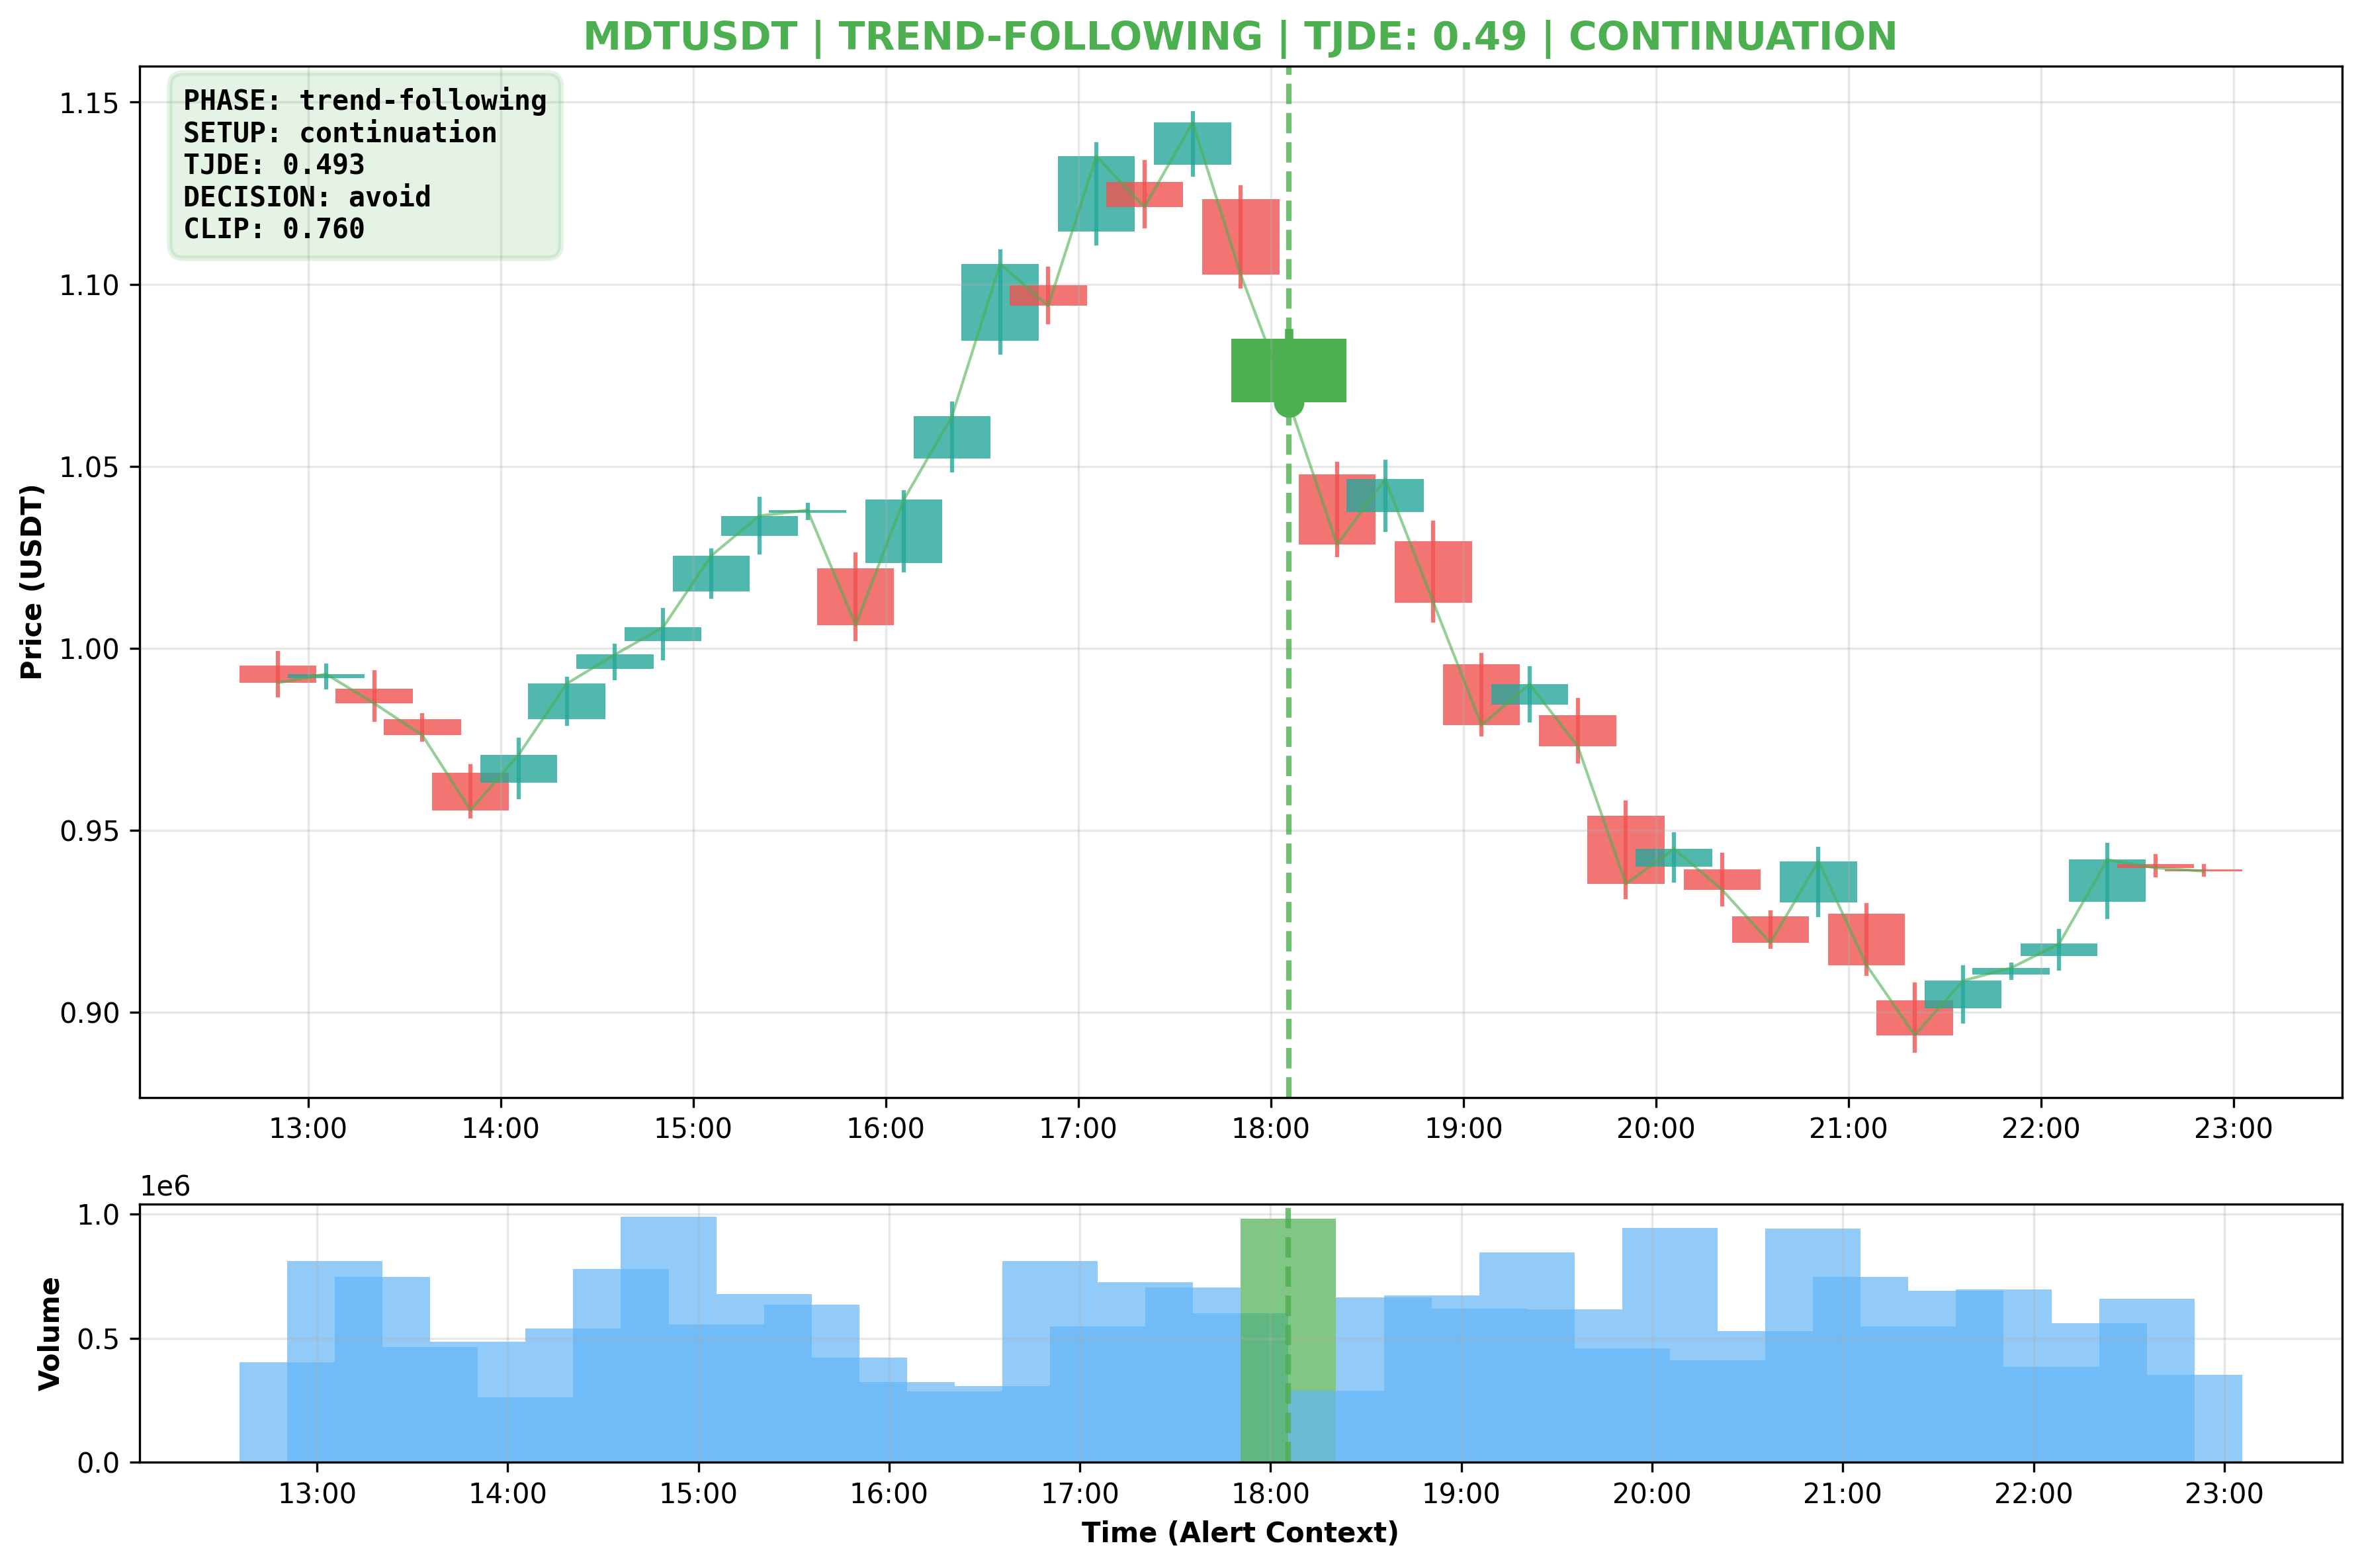 MDTUSDT | TREND-FOLLOWING | TJDE: 0.49 | CONTINUATION
PHASE: trend-following
SETUP: continuation
TJDE: 0.493
DECISION: avoid
CLIP: 0.760
Price (USDT)
1.15
1.10
1.05
1.00
0.95
0.90
13:00 14:00 15:00 16:00 17:00 18:00 19:00 20:00 21:00 22:00 23:00
1e6
Volume
1.0
0.5
0.0
13:00 14:00 15:00 16:00 17:00 18:00 19:00 20:00 21:00 22:00 23:00
Time (Alert Context)